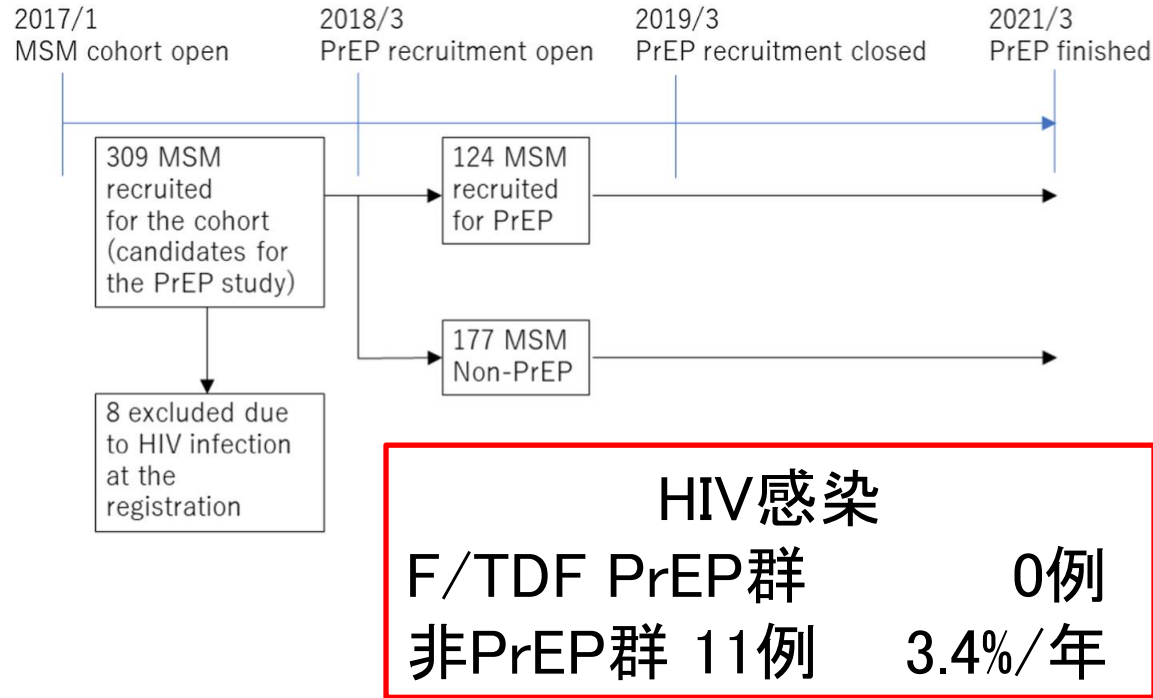 2017/1
MSM cohort open
2018/3
PrEP recruitment open
2019/3
PrEP recruitment closed
2021/3
PrEP finished
309 MSM
recruited
for the cohort
(candidates for
the PrEP study)
124 MSM
recruited
for PrEP
177 MSM
Non-PrEP
8 excluded due
to HIV infection
at the
registration
HIV感染
F/TDF PrEP群 0例
非PrEP群 11例 3.4%/年